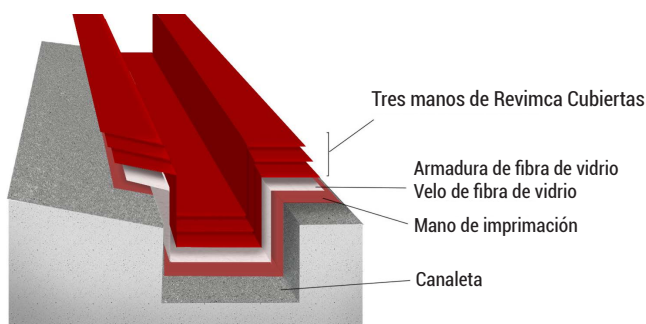 Tres manos de Revimca Cubiertas
Armadura de fibra de vidrio
Velo de fibra de vidrio
Mano de imprimación
Canaleta